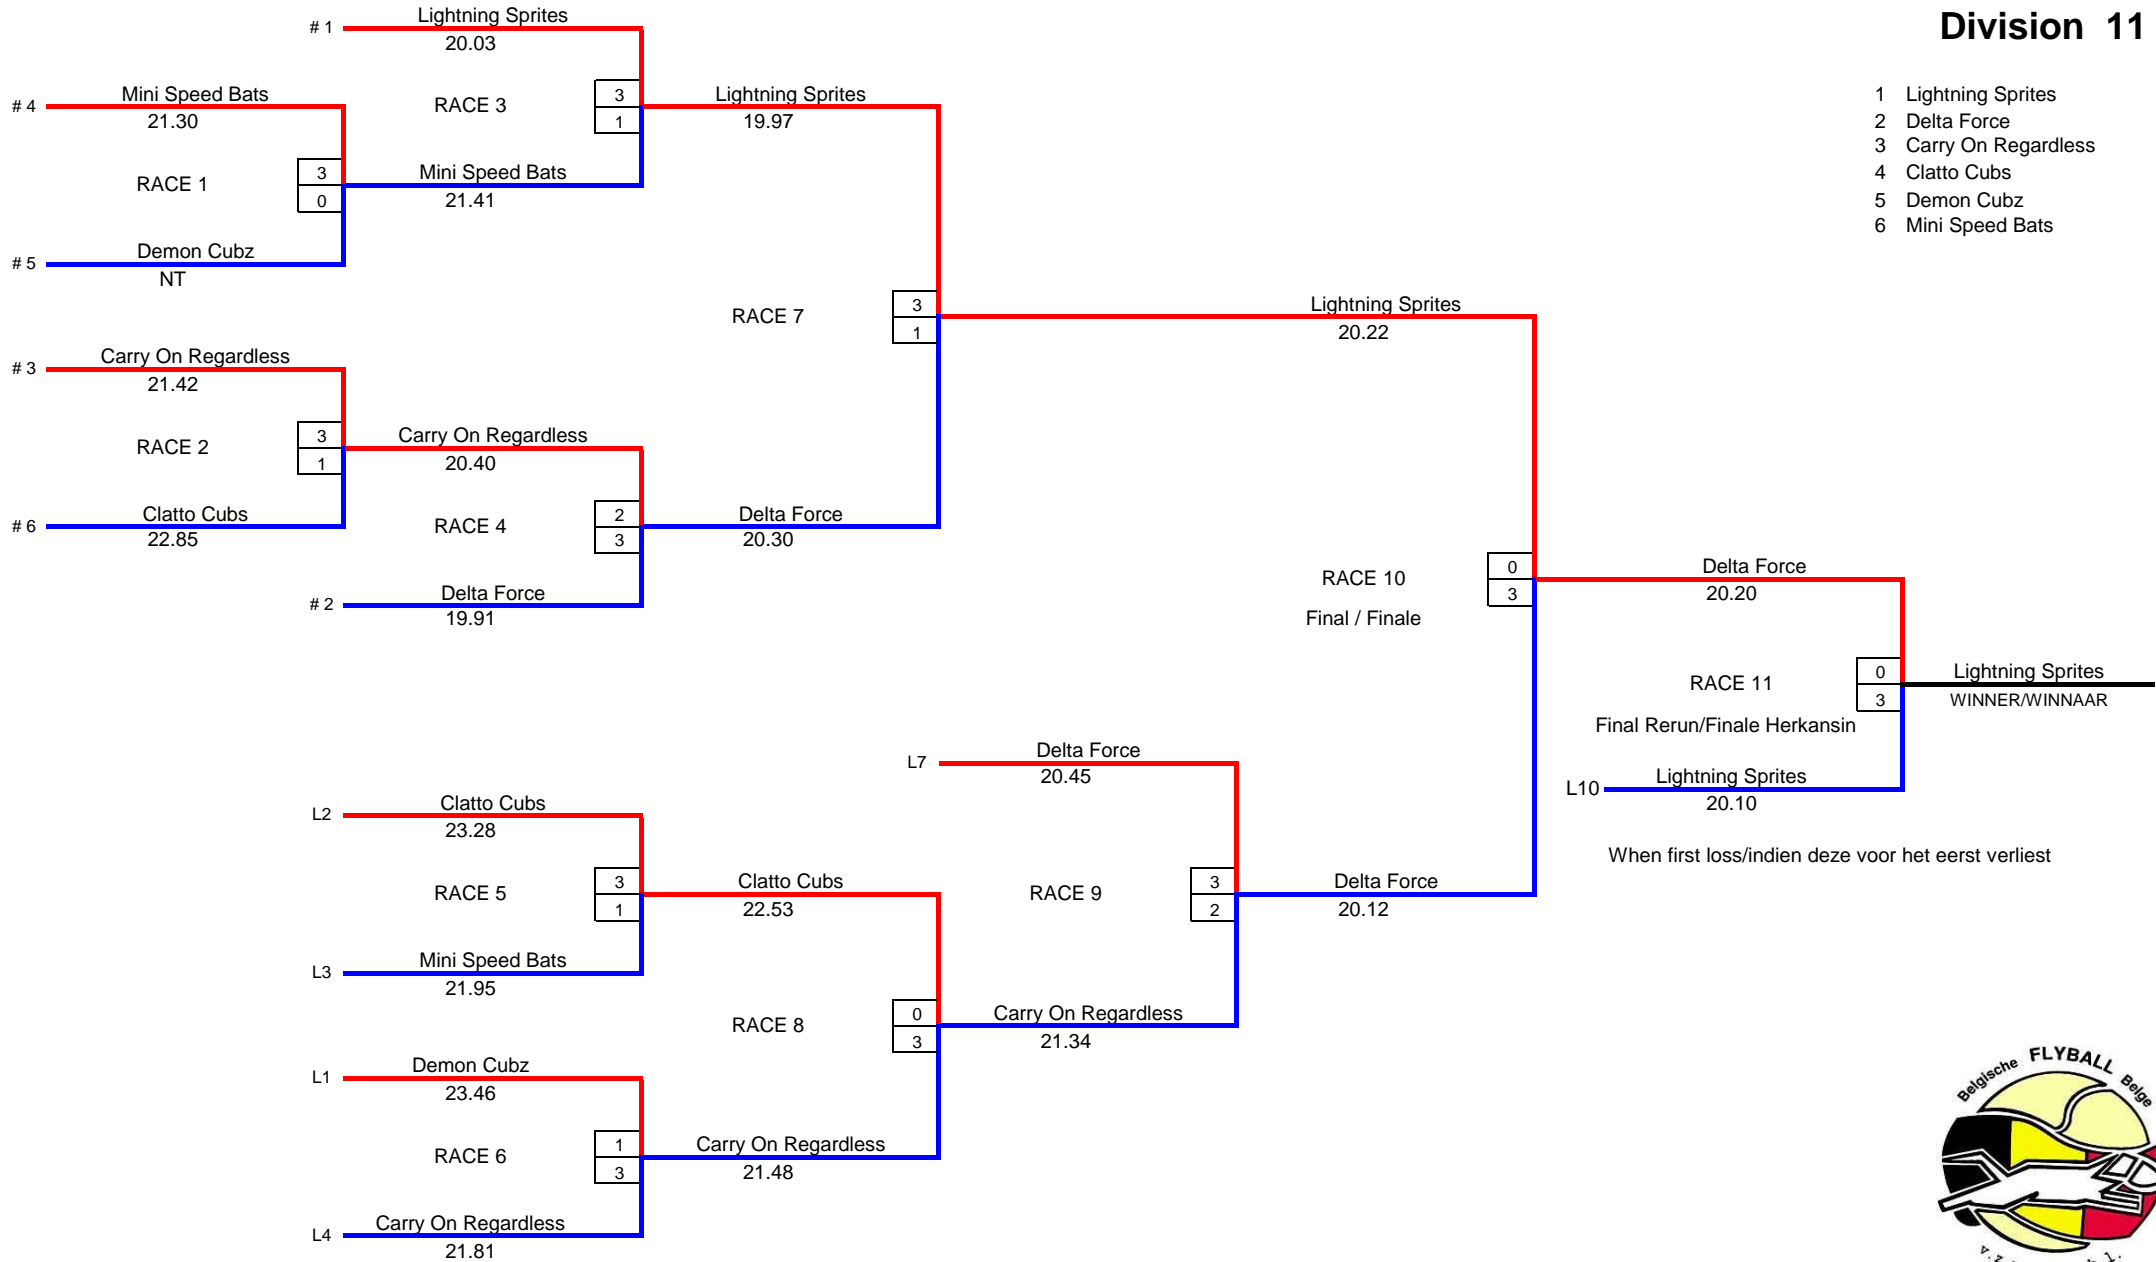 Division 11
1 Lightning Sprites
2 Delta Force
3 Carry On Regardless
4 Clatto Cubs
5 Demon Cubz
6 Mini Speed Bats
# 1
Lightning Sprites
20.03
# 4
Mini Speed Bats
21.30
RACE 1
3
0
# 5
Demon Cubz
NT
RACE 3
3
1
Mini Speed Bats
21.41
Lightning Sprites
19.97
# 3
Carry On Regardless
21.42
RACE 2
3
1
# 6
Clatto Cubs
22.85
Carry On Regardless
20.40
RACE 4
2
3
# 2
Delta Force
19.91
RACE 7
3
1
Delta Force
20.30
Lightning Sprites
20.22
RACE 10
Final / Finale
0
3
Delta Force
20.20
RACE 11
Final Rerun/Finale Herkansin
0
3
Lightning Sprites
WINNER/WINNAAR
L10
Lightning Sprites
20.10
When first loss/indien deze voor het eerst verliest
L7
Delta Force
20.45
RACE 9
3
2
Delta Force
20.12
L2
Clatto Cubs
23.28
RACE 5
3
1
L3
Mini Speed Bats
21.95
Clatto Cubs
22.53
RACE 8
0
3
Carry On Regardless
21.34
L1
Demon Cubz
23.46
RACE 6
1
3
L4
Carry On Regardless
21.81
Carry On Regardless
21.48
Belgische FLYBALL Belge